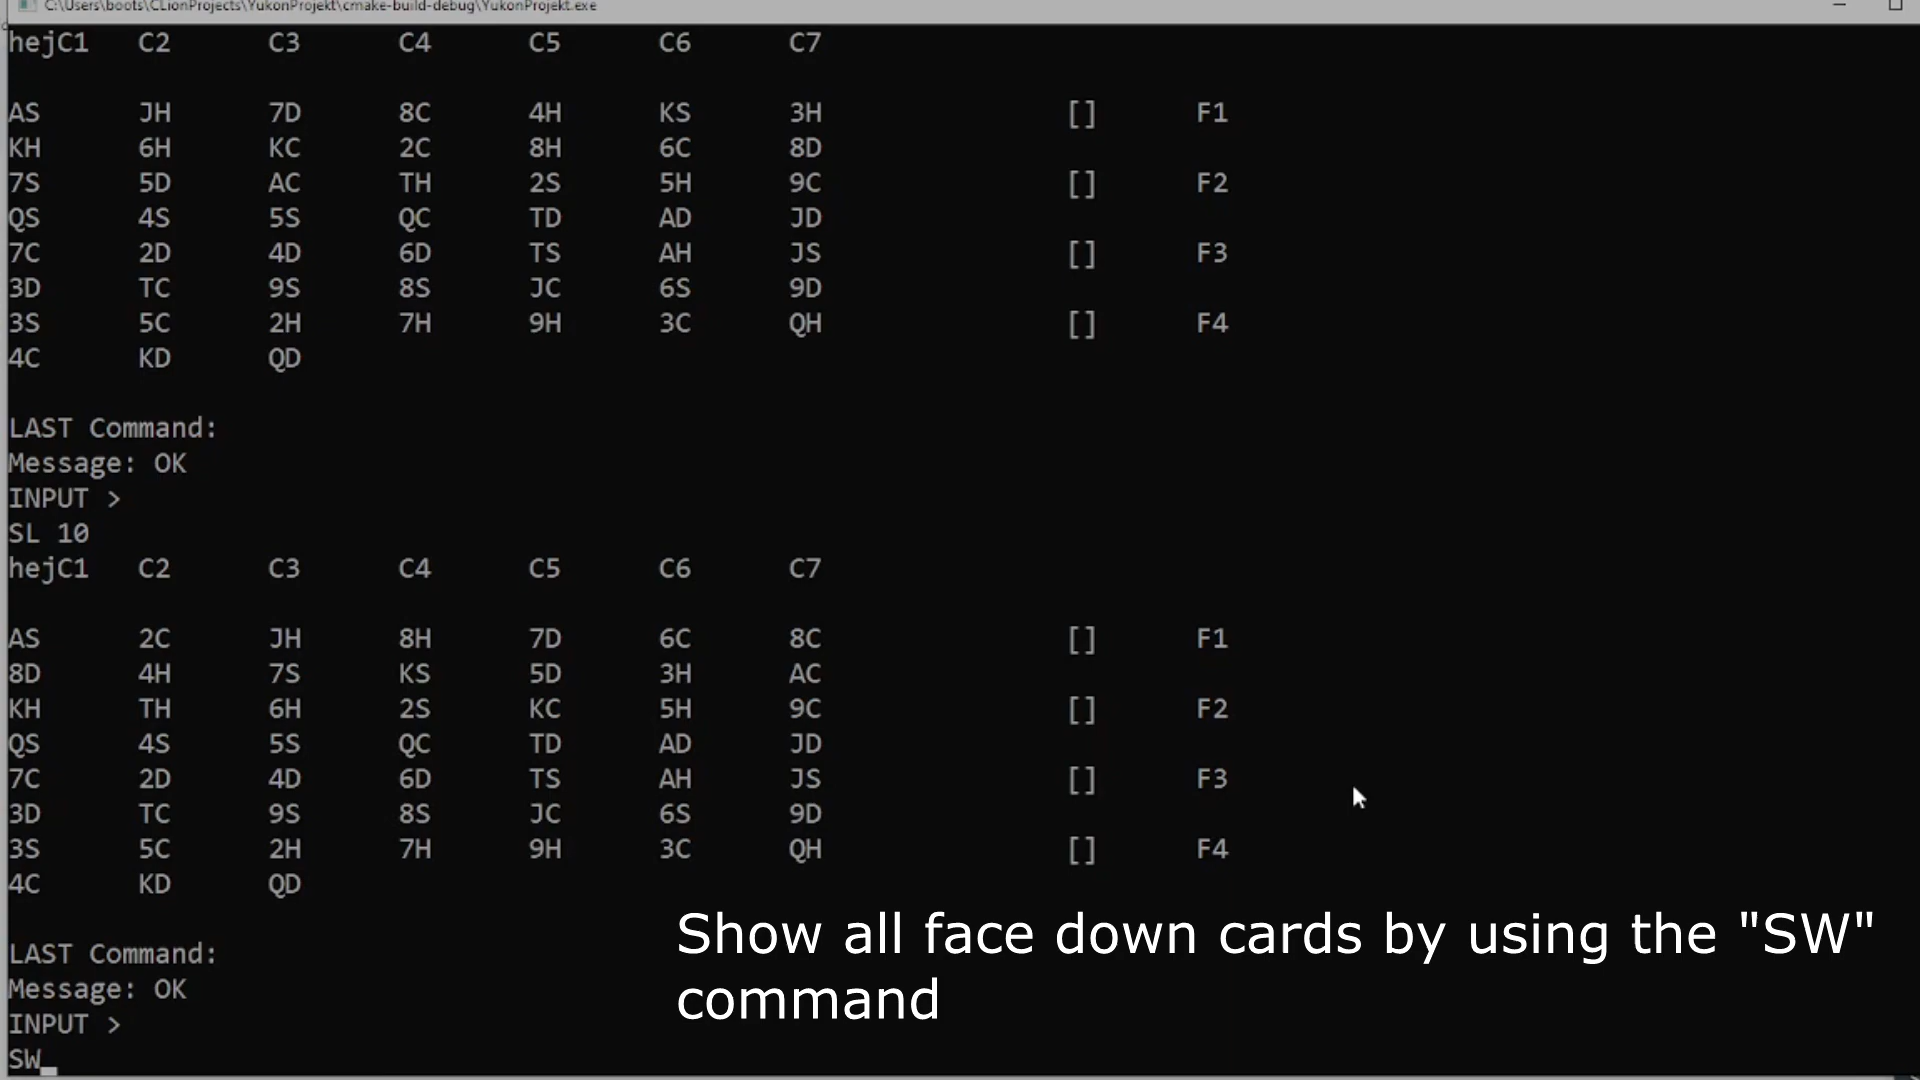 C:\Users\boots\CLionProjects\YukonProjekt\cmake-build-debug\YukonProjekt.exe
hejC1 C2 C3 C4 C5 C6 C7
AS JH 7D 8C 4H KS 3H [] F1
KH 6H KC 2C 8H 6C 8D
7S 5D AC TH 2S 5H 9C [] F2
QS 4S 5S QC TD AD JD
7C 2D 4D 6D TS AH JS [] F3
3D TC 9S 8S JC 6S 9D
3S 5C 2H 7H 9H 3C QH [] F4
4C KD QD
LAST Command:
Message: OK
INPUT >
SL 10
hejC1 C2 C3 C4 C5 C6 C7
AS 2C JH 8H 7D 6C 8C [] F1
8D 4H 7S KS 5D 3H AC
KH TH 6H 2S KC 5H 9C [] F2
QS 4S 5S QC TD AD JD
7C 2D 4D 6D TS AH JS [] F3
3D TC 9S 8S JC 6S 9D
3S 5C 2H 7H 9H 3C QH [] F4
4C KD QD
LAST Command:
Message: OK
INPUT >
SW
Show all face down cards by using the "SW"
command